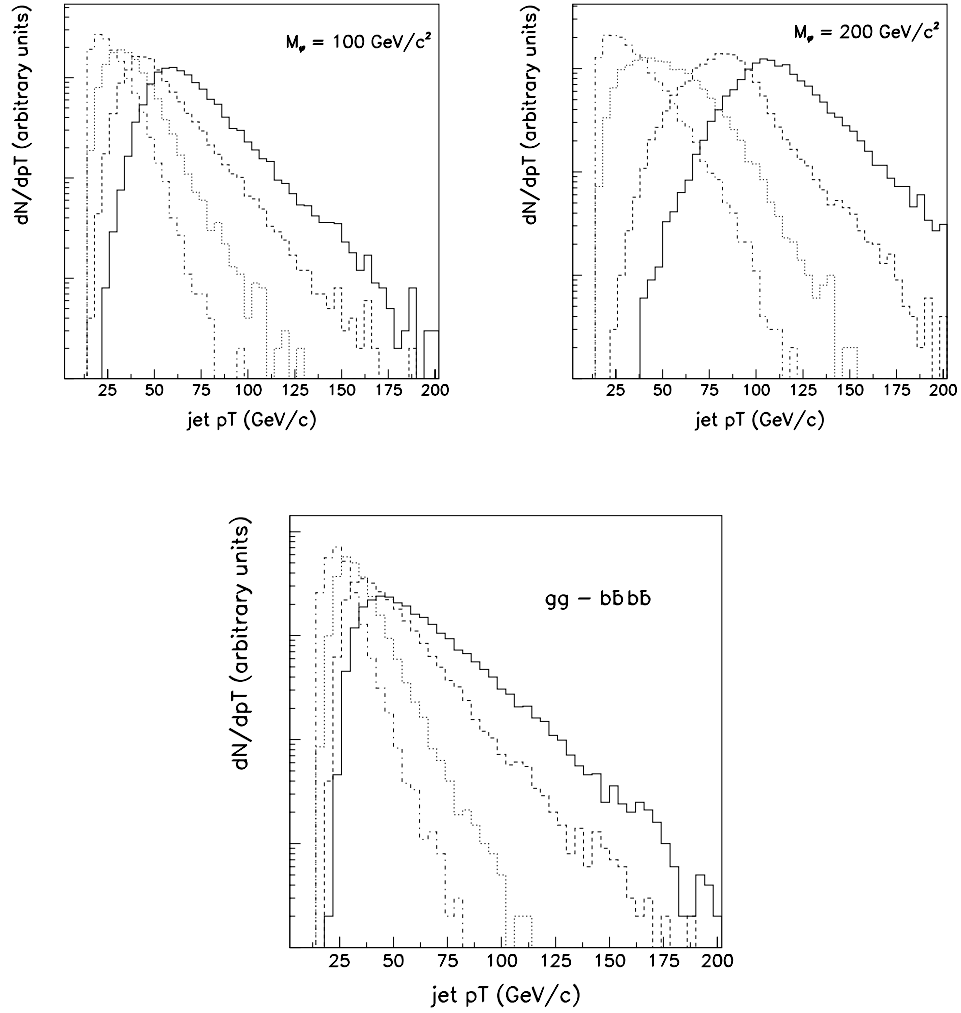 dN/dpT (arbitrary units)
Mφ = 100 GeV/c²
25 50 75 100 125 150 175 200
jet pT (GeV/c)
dN/dpT (arbitrary units)
Mφ = 200 GeV/c²
25 50 75 100 125 150 175 200
jet pT (GeV/c)
dN/dpT (arbitrary units)
gg – bb̄bb̄
25 50 75 100 125 150 175 200
jet pT (GeV/c)